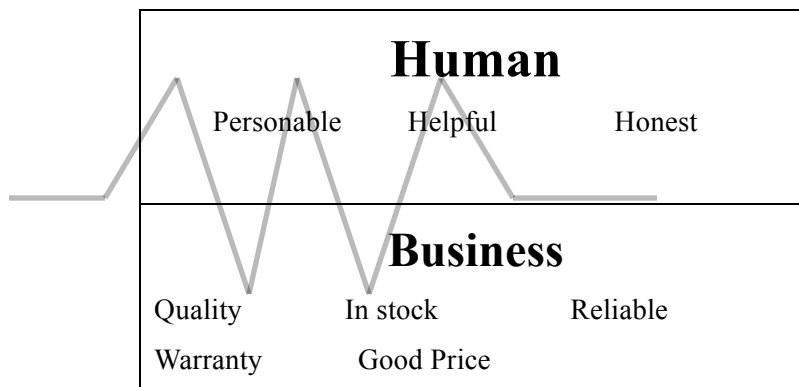 Human
Personable Helpful Honest
Business
Quality In stock Reliable
Warranty Good Price